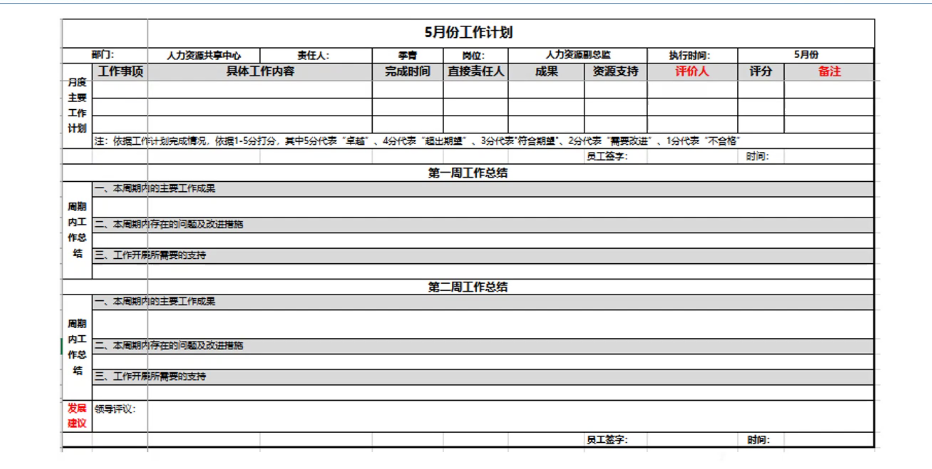 5月份工作计划
部门： 人力资源共享中心 责任人： 季青 岗位： 人力资源副总监 执行时间： 5月份
月度主要工作计划 工作事项 具体工作内容 完成时间 直接责任人 成果 资源支持 评价人 评分 备注
注：依据工作计划完成情况，依据1-5分打分，其中5分代表“卓越”、4分代表“超出期望”、3分代表“符合期望”、2分代表“需要改进”、1分代表“不合格”
员工签字： 时间：
第一周工作总结
周期内工作总结
一、本周期内的主要工作成果
二、本周期内存在的问题及改进措施
三、工作开展所需要的支持
第二周工作总结
周期内工作总结
一、本周期内的主要工作成果
二、本周期内存在的问题及改进措施
三、工作开展所需要的支持
发展建议 领导评议：
员工签字： 时间：